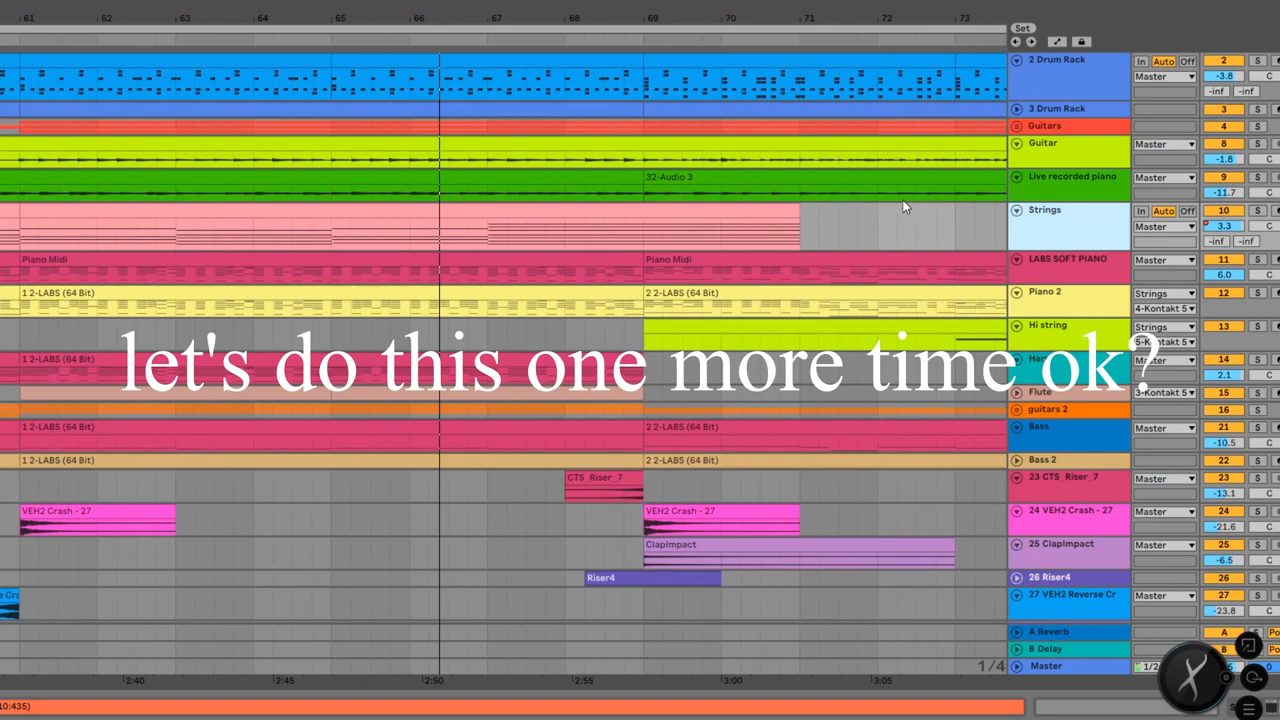 61 62 63 64 65 66 67 68 69 70 71 72 73
Set
2 Drum Rack In Auto Off 2 S
Master -3.8 C
-inf -inf
3 Drum Rack 3 S
Guitars 4 S
Guitar Master 8 S
-1.8 C
32-Audio 3 Live recorded piano Master 9 S
-11.7 C
Strings In Auto Off 10 S
Master 3.3 C
-inf -inf
Piano Midi Piano Midi LABS SOFT PIANO Master 11 S
6.0 C
1 2-LABS (64 Bit) 2 2-LABS (64 Bit) Piano 2 Strings 12 S
4-Kontakt 5
Hi string Strings 13 S
5-Kontakt 5
let's do this one more time ok?
1 2-LABS (64 Bit) Master 14 S
2.1 C
Flute 3-Kontakt 5 15 S
guitars 2 16 S
1 2-LABS (64 Bit) 2 2-LABS (64 Bit) Bass Master 21 S
-10.5 C
1 2-LABS (64 Bit) 2 2-LABS (64 Bit) Bass 2 22 S
CTS_Riser_7 23 CTS_Riser_7 Master 23 S
-13.1 C
VEH2 Crash - 27 VEH2 Crash - 27 24 VEH2 Crash - 27 Master 24 S
-21.6 C
ClapImpact 25 ClapImpact Master 25 S
-6.5 C
Riser4 26 Riser4 26 S
27 VEH2 Reverse Cr Master 27 S
-23.8 C
A Reverb A S
B Delay B
1/4 Master 1/2
2:40 2:45 2:50 2:55 3:00 3:05
10:435)